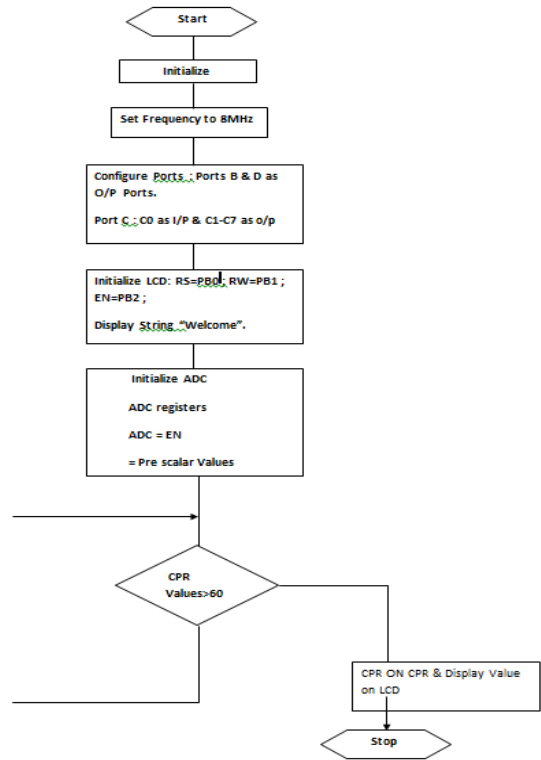 Start
Initialize
Set Frequency to 8MHz
Configure Ports : Ports B & D as
O/P Ports.
Port C : C0 as I/P & C1-C7 as o/p
Initialize LCD: RS=PB0 ; RW=PB1 ;
EN=PB2 ;
Display String “Welcome”.
Initialize ADC
ADC registers
ADC = EN
= Pre scalar Values
CPR
Values>60
CPR ON CPR & Display Value
on LCD
Stop